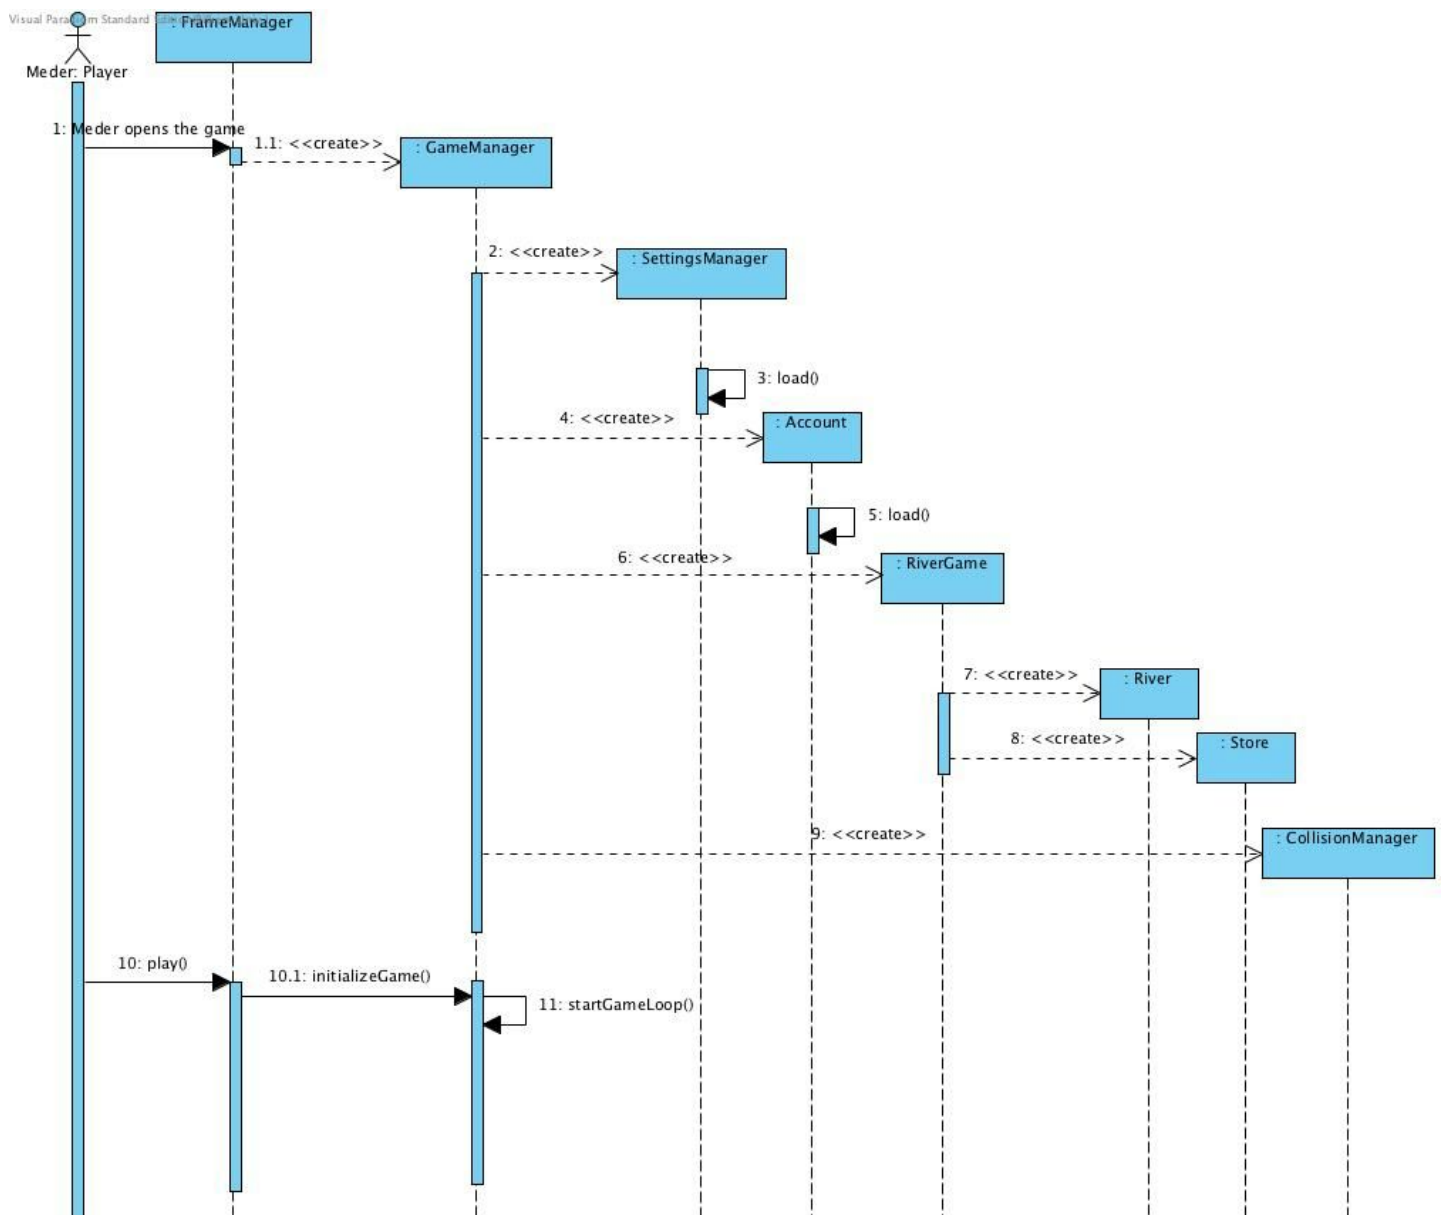 Visual Paradigm Standard
: FrameManager
Meder: Player
1: Meder opens the game
1.1: <<create>>
: GameManager
2: <<create>>
: SettingsManager
3: load()
4: <<create>>
: Account
5: load()
6: <<create>>
: RiverGame
7: <<create>>
: River
8: <<create>>
: Store
9: <<create>>
: CollisionManager
10: play()
10.1: initializeGame()
11: startGameLoop()